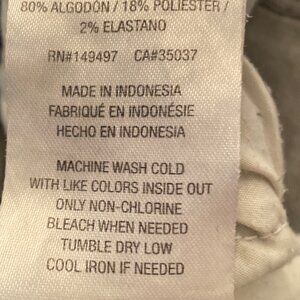 80% ALGODÓN / 18% POLIESTER /
2% ELASTANO
RN#149497 CA#35037
MADE IN INDONESIA
FABRIQUÉ EN INDONÉSIE
HECHO EN INDONESIA
MACHINE WASH COLD
WITH LIKE COLORS INSIDE OUT
ONLY NON-CHLORINE
BLEACH WHEN NEEDED
TUMBLE DRY LOW
COOL IRON IF NEEDED